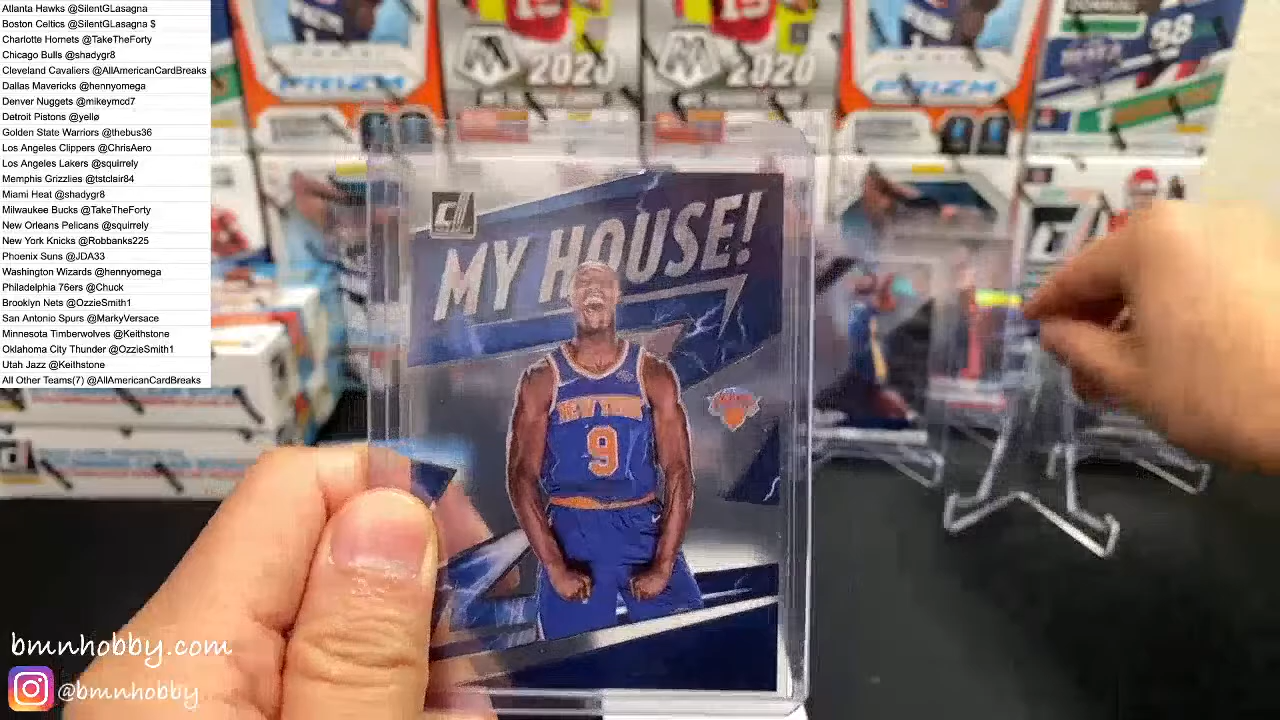 Atlanta Hawks @SilentGLasagna
Boston Celtics @SilentGLasagna $
Charlotte Hornets @TakeTheForty
Chicago Bulls @shadygr8
Cleveland Cavaliers @AllAmericanCardBreaks
Dallas Mavericks @hennyomega
Denver Nuggets @mikeymcd7
Detroit Pistons @yellø
Golden State Warriors @thebus36
Los Angeles Clippers @ChrisAero
Los Angeles Lakers @squirrely
Memphis Grizzlies @tstclair84
Miami Heat @shadygr8
Milwaukee Bucks @TakeTheForty
New Orleans Pelicans @squirrely
New York Knicks @Robbanks225
Phoenix Suns @JDA33
Washington Wizards @hennyomega
Philadelphia 76ers @Chuck
Brooklyn Nets @OzzieSmith1
San Antonio Spurs @MarkyVersace
Minnesota Timberwolves @Keithstone
Oklahoma City Thunder @OzzieSmith1
Utah Jazz @Keithstone
All Other Teams(7) @AllAmericanCardBreaks
PRIZM
2020
2020
PRIZM
88
MY HOUSE!
NEW YORK
9
bmnhobby.com
@bmnhobby